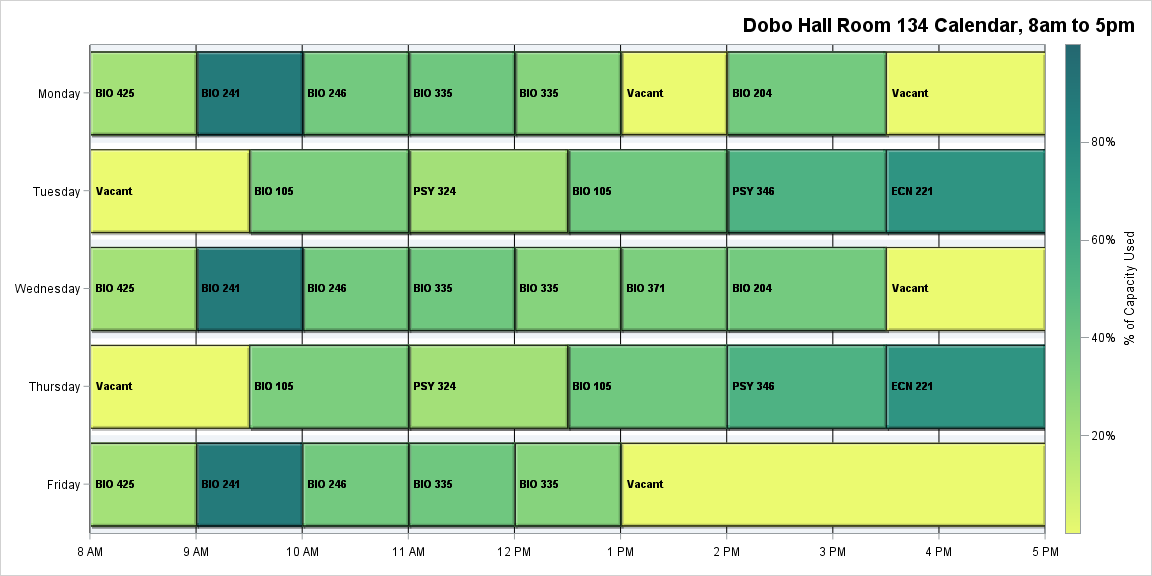 Dobo Hall Room 134 Calendar, 8am to 5pm
Monday BIO 425 BIO 241 BIO 246 BIO 335 BIO 335 Vacant BIO 204 Vacant
80%
Tuesday Vacant BIO 105 PSY 324 BIO 105 PSY 346 ECN 221
60%
% of Capacity Used
Wednesday BIO 425 BIO 241 BIO 246 BIO 335 BIO 335 BIO 371 BIO 204 Vacant
40%
Thursday Vacant BIO 105 PSY 324 BIO 105 PSY 346 ECN 221
20%
Friday BIO 425 BIO 241 BIO 246 BIO 335 BIO 335 Vacant
8 AM 9 AM 10 AM 11 AM 12 PM 1 PM 2 PM 3 PM 4 PM 5 PM